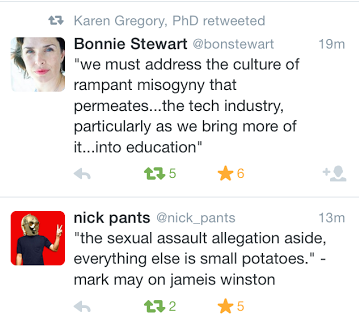 Karen Gregory, PhD retweeted
Bonnie Stewart @bonstewart 19m
"we must address the culture of
rampant misogyny that
permeates...the tech industry,
particularly as we bring more of
it...into education"
5 6
nick pants @nick_pants 13m
"the sexual assault allegation aside,
everything else is small potatoes." -
mark may on jameis winston
2 5